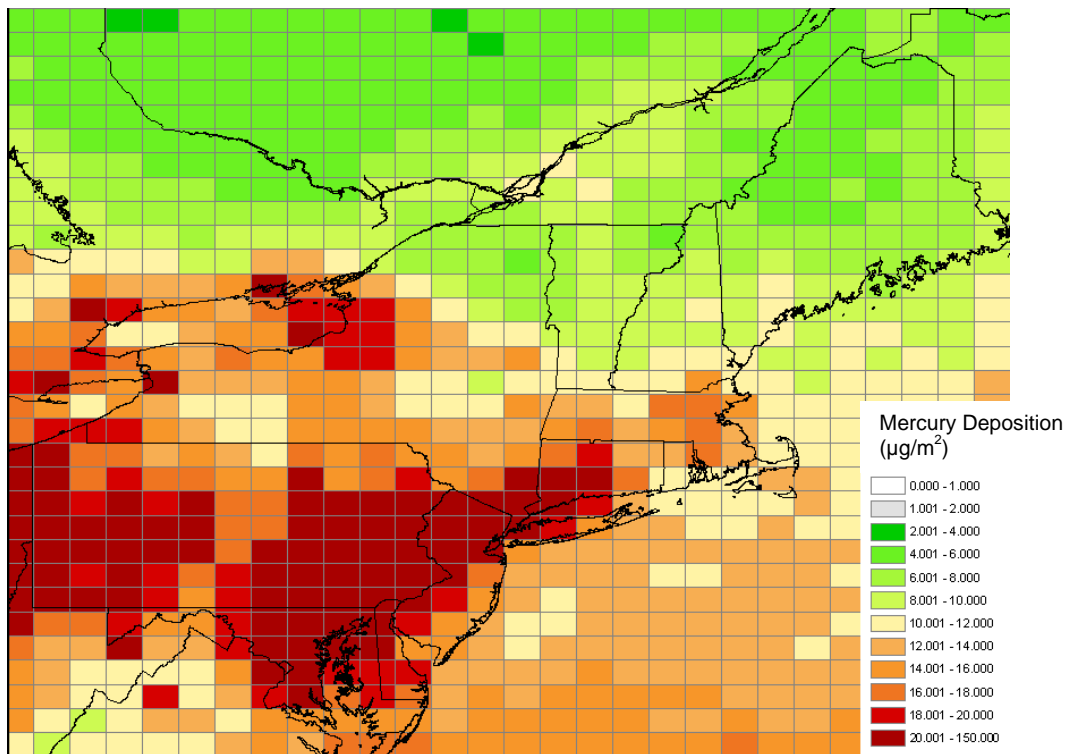 Mercury Deposition
(µg/m²)
0.000 - 1.000
1.001 - 2.000
2.001 - 4.000
4.001 - 6.000
6.001 - 8.000
8.001 - 10.000
10.001 - 12.000
12.001 - 14.000
14.001 - 16.000
16.001 - 18.000
18.001 - 20.000
20.001 - 150.000